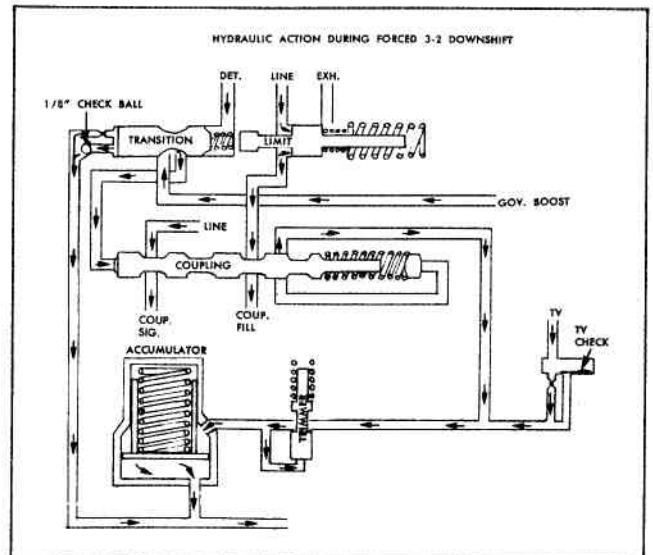 HYDRAULIC ACTION DURING FORCED 3-2 DOWNSHIFT
DET.
LINE
EXH.
1/8" CHECK BALL
TRANSITION
LIMIT
GOV. BOOST
LINE
COUPLING
COUP.
SIG.
COUP.
FILL
TV
TV
CHECK
ACCUMULATOR
TRIMMER